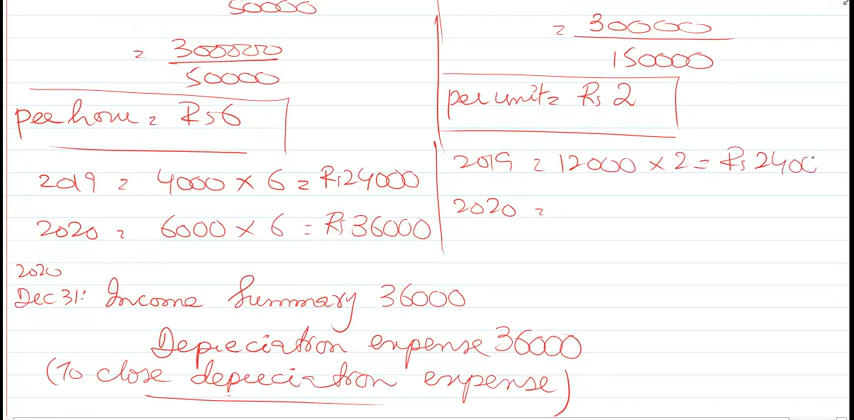 50000
= 300000
50000
per hour = Rs 6
2019 = 4000 × 6 = Rs 24000
2020 = 6000 × 6 = Rs 36000
= 300000
150000
per unit = Rs 2
2019 = 12000 × 2 = Rs 2400
2020 =
2020
Dec 31: Income Summary 36000
Depreciation expense 36000
(To close depreciation expense)